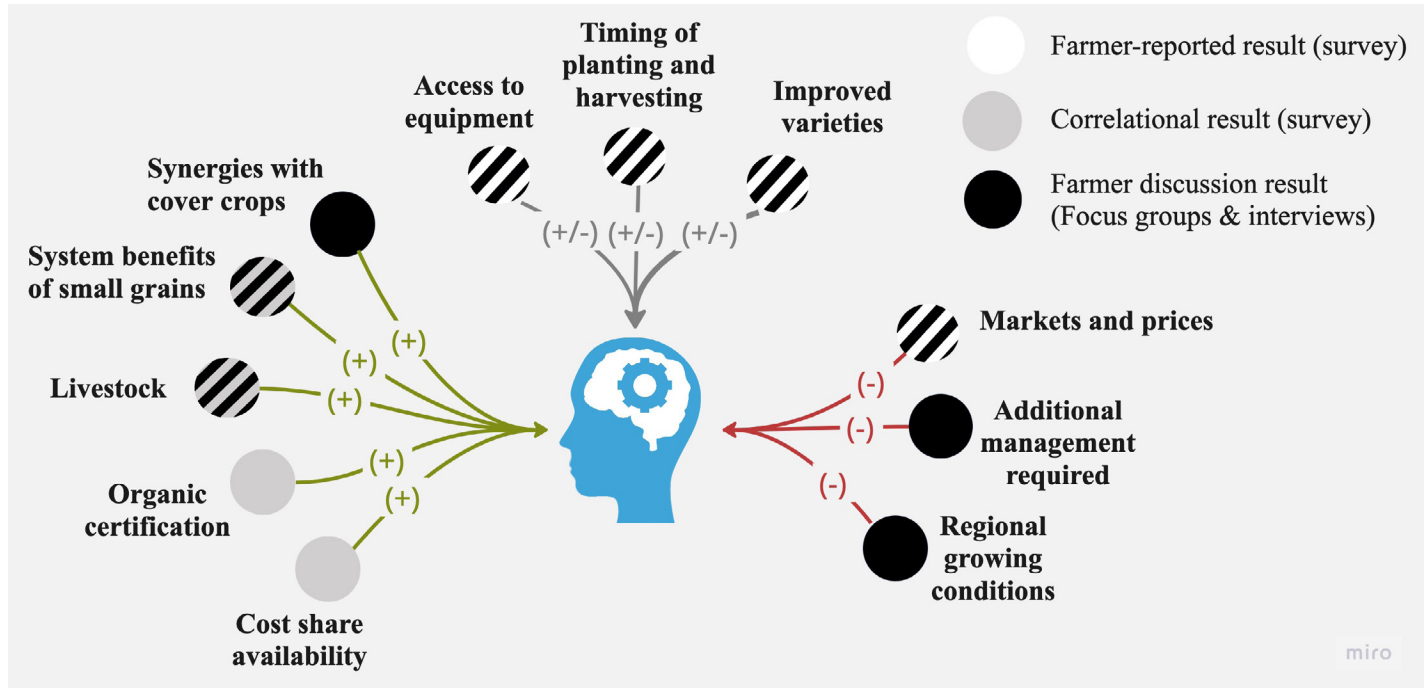 Timing of
planting and
harvesting
Access to
equipment
Improved
varieties
Synergies with
cover crops
System benefits
of small grains
Livestock
Organic
certification
Cost share
availability
(+)
(+)
(+)
(+)
(+)
(+/-)
(+/-)
(+/-)
Farmer-reported result (survey)
Correlational result (survey)
Farmer discussion result
(Focus groups & interviews)
Markets and prices
Additional
management
required
Regional
growing
conditions
(-)
(-)
(-)
miro